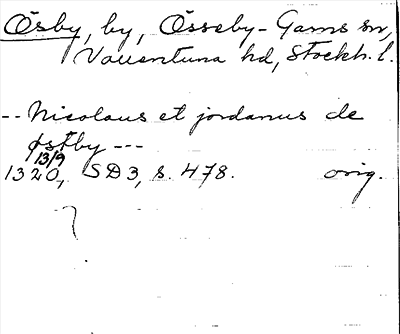 Ösby, by, Össeby-Garns sn,
Vallentuna hd, Stockh. l.
-- Nicolaus et jordanus de
østby ---
13/9
1320, SD3, s. 478. orig.